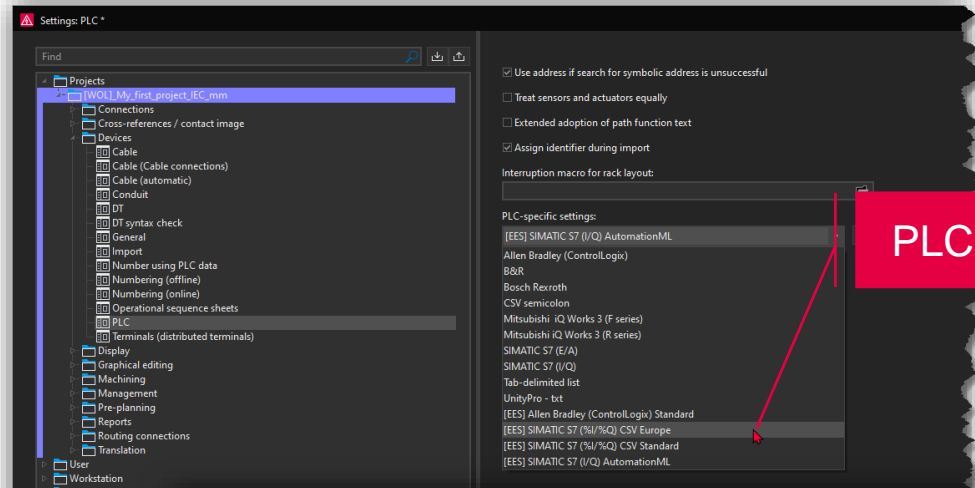 Settings: PLC *
Find
Projects
[WOL]_My_first_project_IEC_mm
Connections
Cross-references / contact image
Devices
Cable
Cable (Cable connections)
Cable (automatic)
Conduit
DT
DT syntax check
General
Import
Number using PLC data
Numbering (offline)
Numbering (online)
Operational sequence sheets
PLC
Terminals (distributed terminals)
Display
Graphical editing
Machining
Management
Pre-planning
Reports
Routing connections
Translation
User
Workstation
Use address if search for symbolic address is unsuccessful
Treat sensors and actuators equally
Extended adoption of path function text
Assign identifier during import
Interruption macro for rack layout:
PLC-specific settings:
[EES] SIMATIC S7 (I/Q) AutomationML
Allen Bradley (ControlLogix)
B&R
Bosch Rexroth
CSV semicolon
Mitsubishi iQ Works 3 (F series)
Mitsubishi iQ Works 3 (R series)
SIMATIC S7 (E/A)
SIMATIC S7 (I/Q)
Tab-delimited list
UnityPro - txt
[EES] Allen Bradley (ControlLogix) Standard
[EES] SIMATIC S7 (%I/%Q) CSV Europe
[EES] SIMATIC S7 (%I/%Q) CSV Standard
[EES] SIMATIC S7 (I/Q) AutomationML
PLC